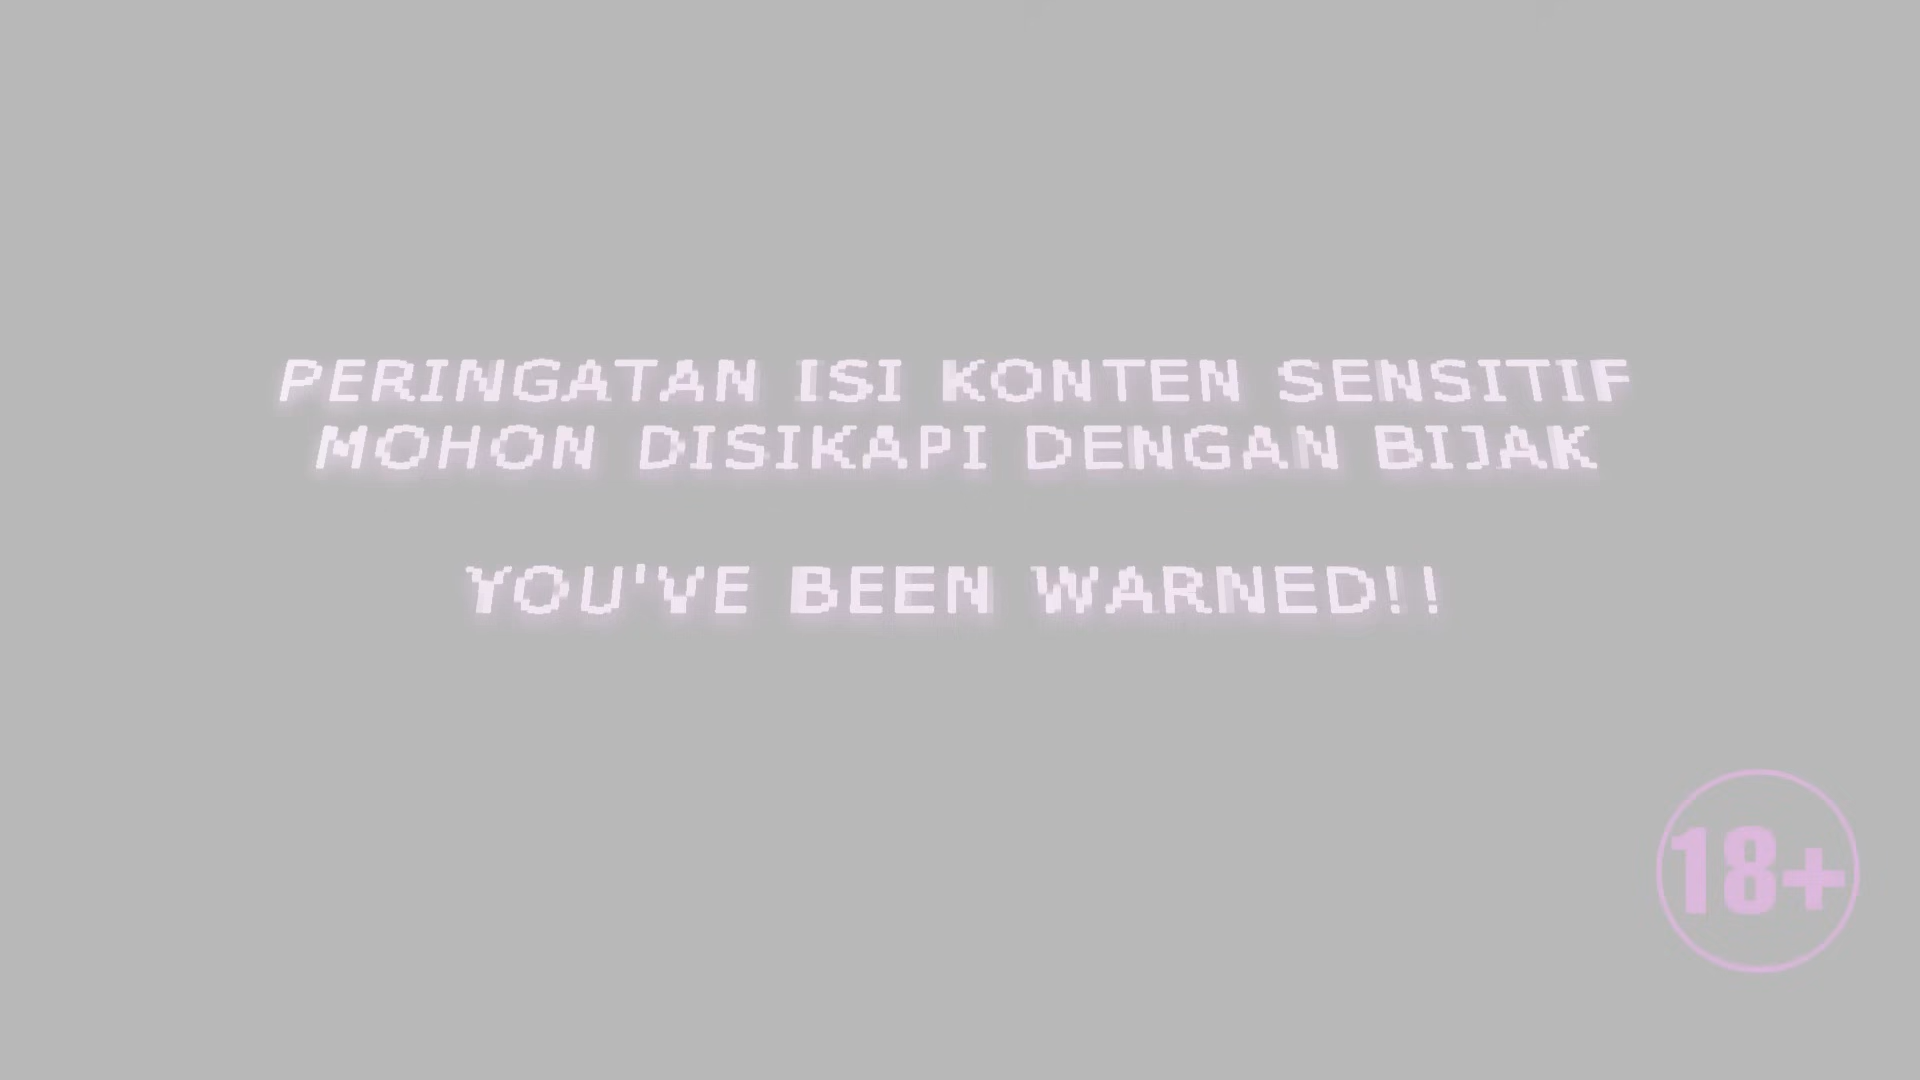 PERINGATAN ISI KONTEN SENSITIF
MOHON DISIKAPI DENGAN BIJAK
YOU'VE BEEN WARNED!!
18+